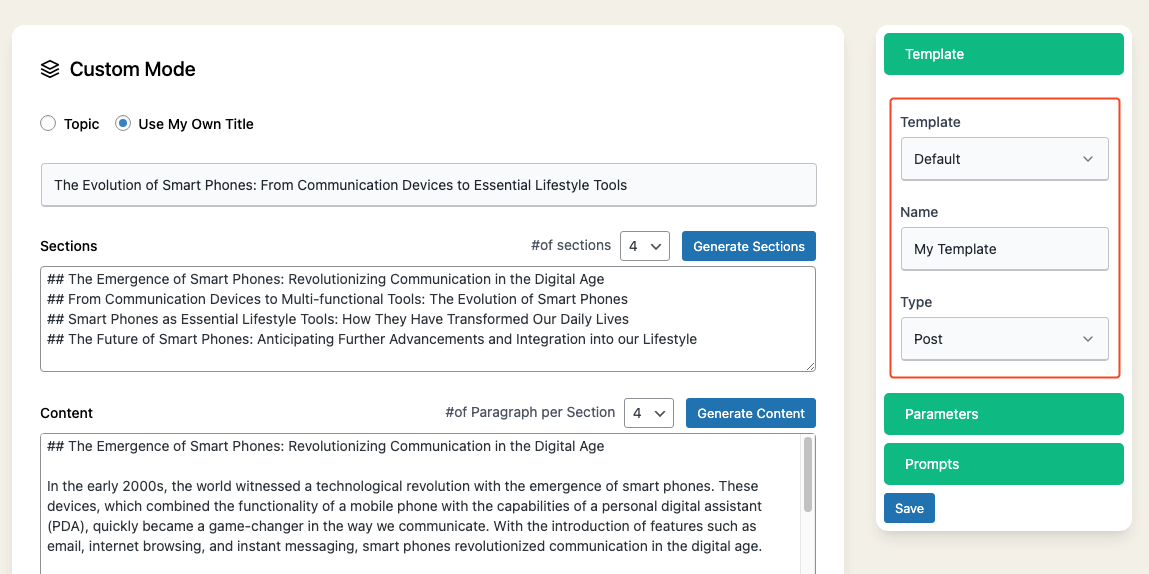 Custom Mode
Topic
Use My Own Title
The Evolution of Smart Phones: From Communication Devices to Essential Lifestyle Tools
Sections
#of sections
4
Generate Sections
## The Emergence of Smart Phones: Revolutionizing Communication in the Digital Age
## From Communication Devices to Multi-functional Tools: The Evolution of Smart Phones
## Smart Phones as Essential Lifestyle Tools: How They Have Transformed Our Daily Lives
## The Future of Smart Phones: Anticipating Further Advancements and Integration into our Lifestyle
Content
#of Paragraph per Section
4
Generate Content
## The Emergence of Smart Phones: Revolutionizing Communication in the Digital Age
In the early 2000s, the world witnessed a technological revolution with the emergence of smart phones. These
devices, which combined the functionality of a mobile phone with the capabilities of a personal digital assistant
(PDA), quickly became a game-changer in the way we communicate. With the introduction of features such as
email, internet browsing, and instant messaging, smart phones revolutionized communication in the digital age.
Template
Template
Default
Name
My Template
Type
Post
Parameters
Prompts
Save